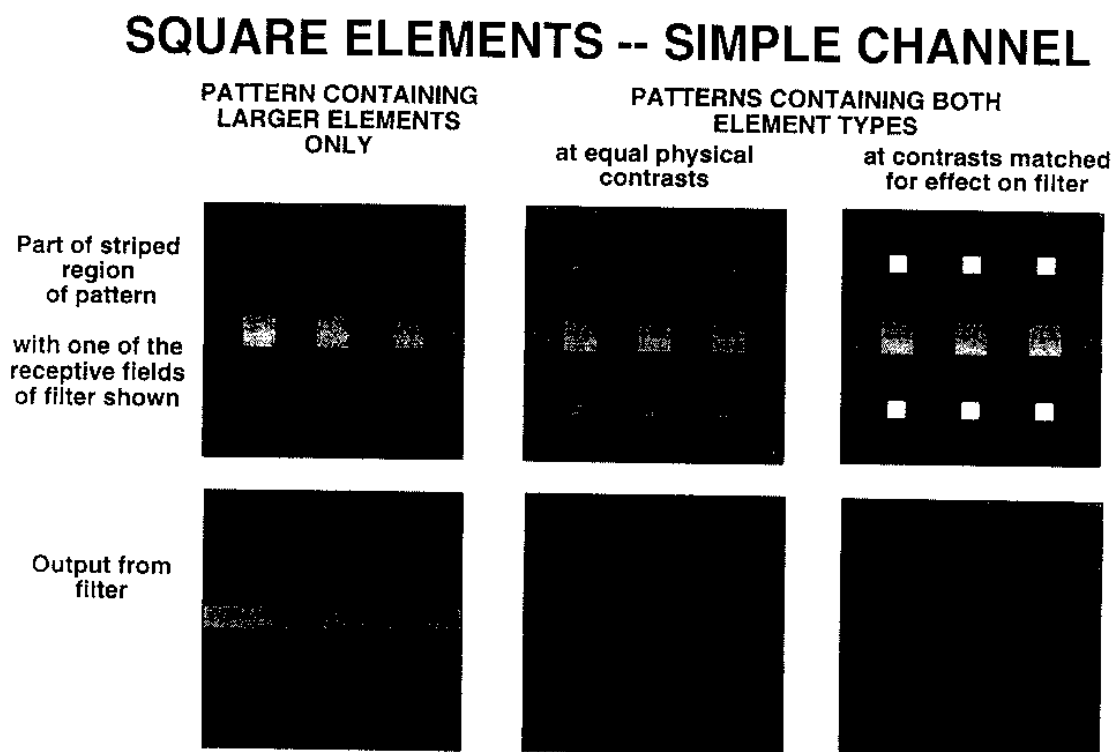 SQUARE ELEMENTS -- SIMPLE CHANNEL
PATTERN CONTAINING
LARGER ELEMENTS
ONLY
PATTERNS CONTAINING BOTH
ELEMENT TYPES
at equal physical
contrasts
at contrasts matched
for effect on filter
Part of striped
region
of pattern
with one of the
receptive fields
of filter shown
Output from
filter